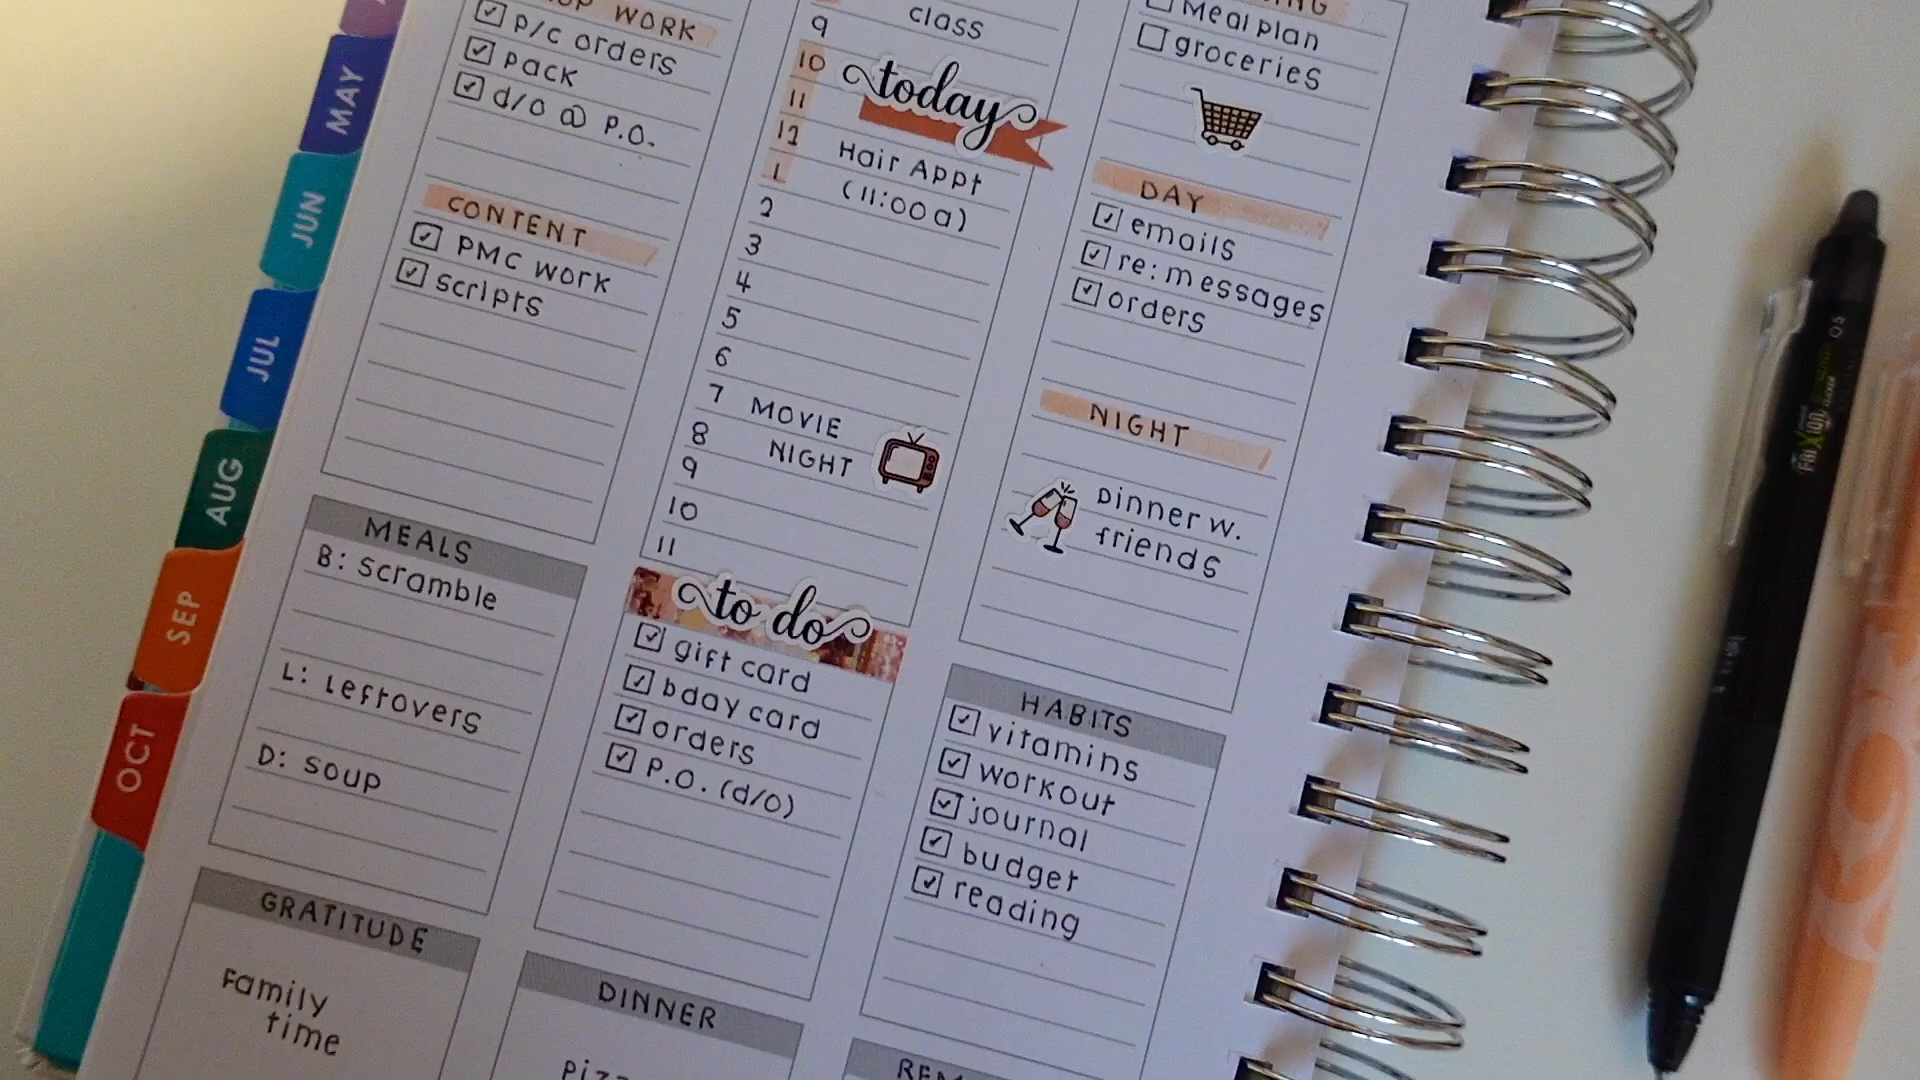 WORK
p/c orders
pack
d/o @ P.O.
CONTENT
PMC work
scripts
MEALS
B: scramble
L: leftovers
D: soup
GRATITUDE
Family
time
class
9
10
today
11
12
Hair Appt
1
(11:00a)
2
3
4
5
6
7 MOVIE
8 NIGHT
9
10
11
to do
gift card
bday card
orders
P.O. (d/o)
DINNER
Meal plan
groceries
DAY
emails
re: messages
orders
NIGHT
Dinner w.
friends
HABITS
vitamins
workout
journal
budget
reading
MAY
JUN
JUL
AUG
SEP
OCT